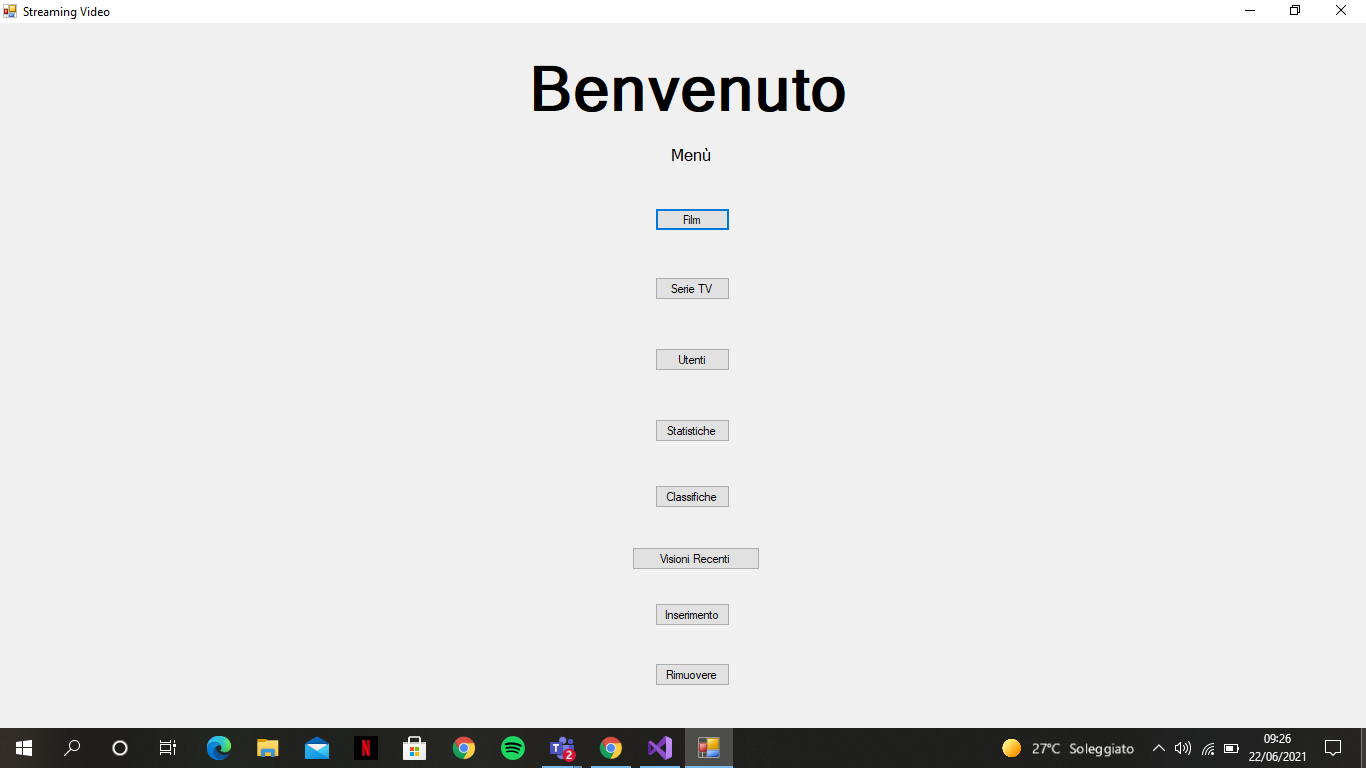 Streaming Video
Benvenuto
Menù
Film
Serie TV
Utenti
Statistiche
Classifiche
Visioni Recenti
Inserimento
Rimuovere
N
T
2
27°C Soleggiato
09:26
22/06/2021